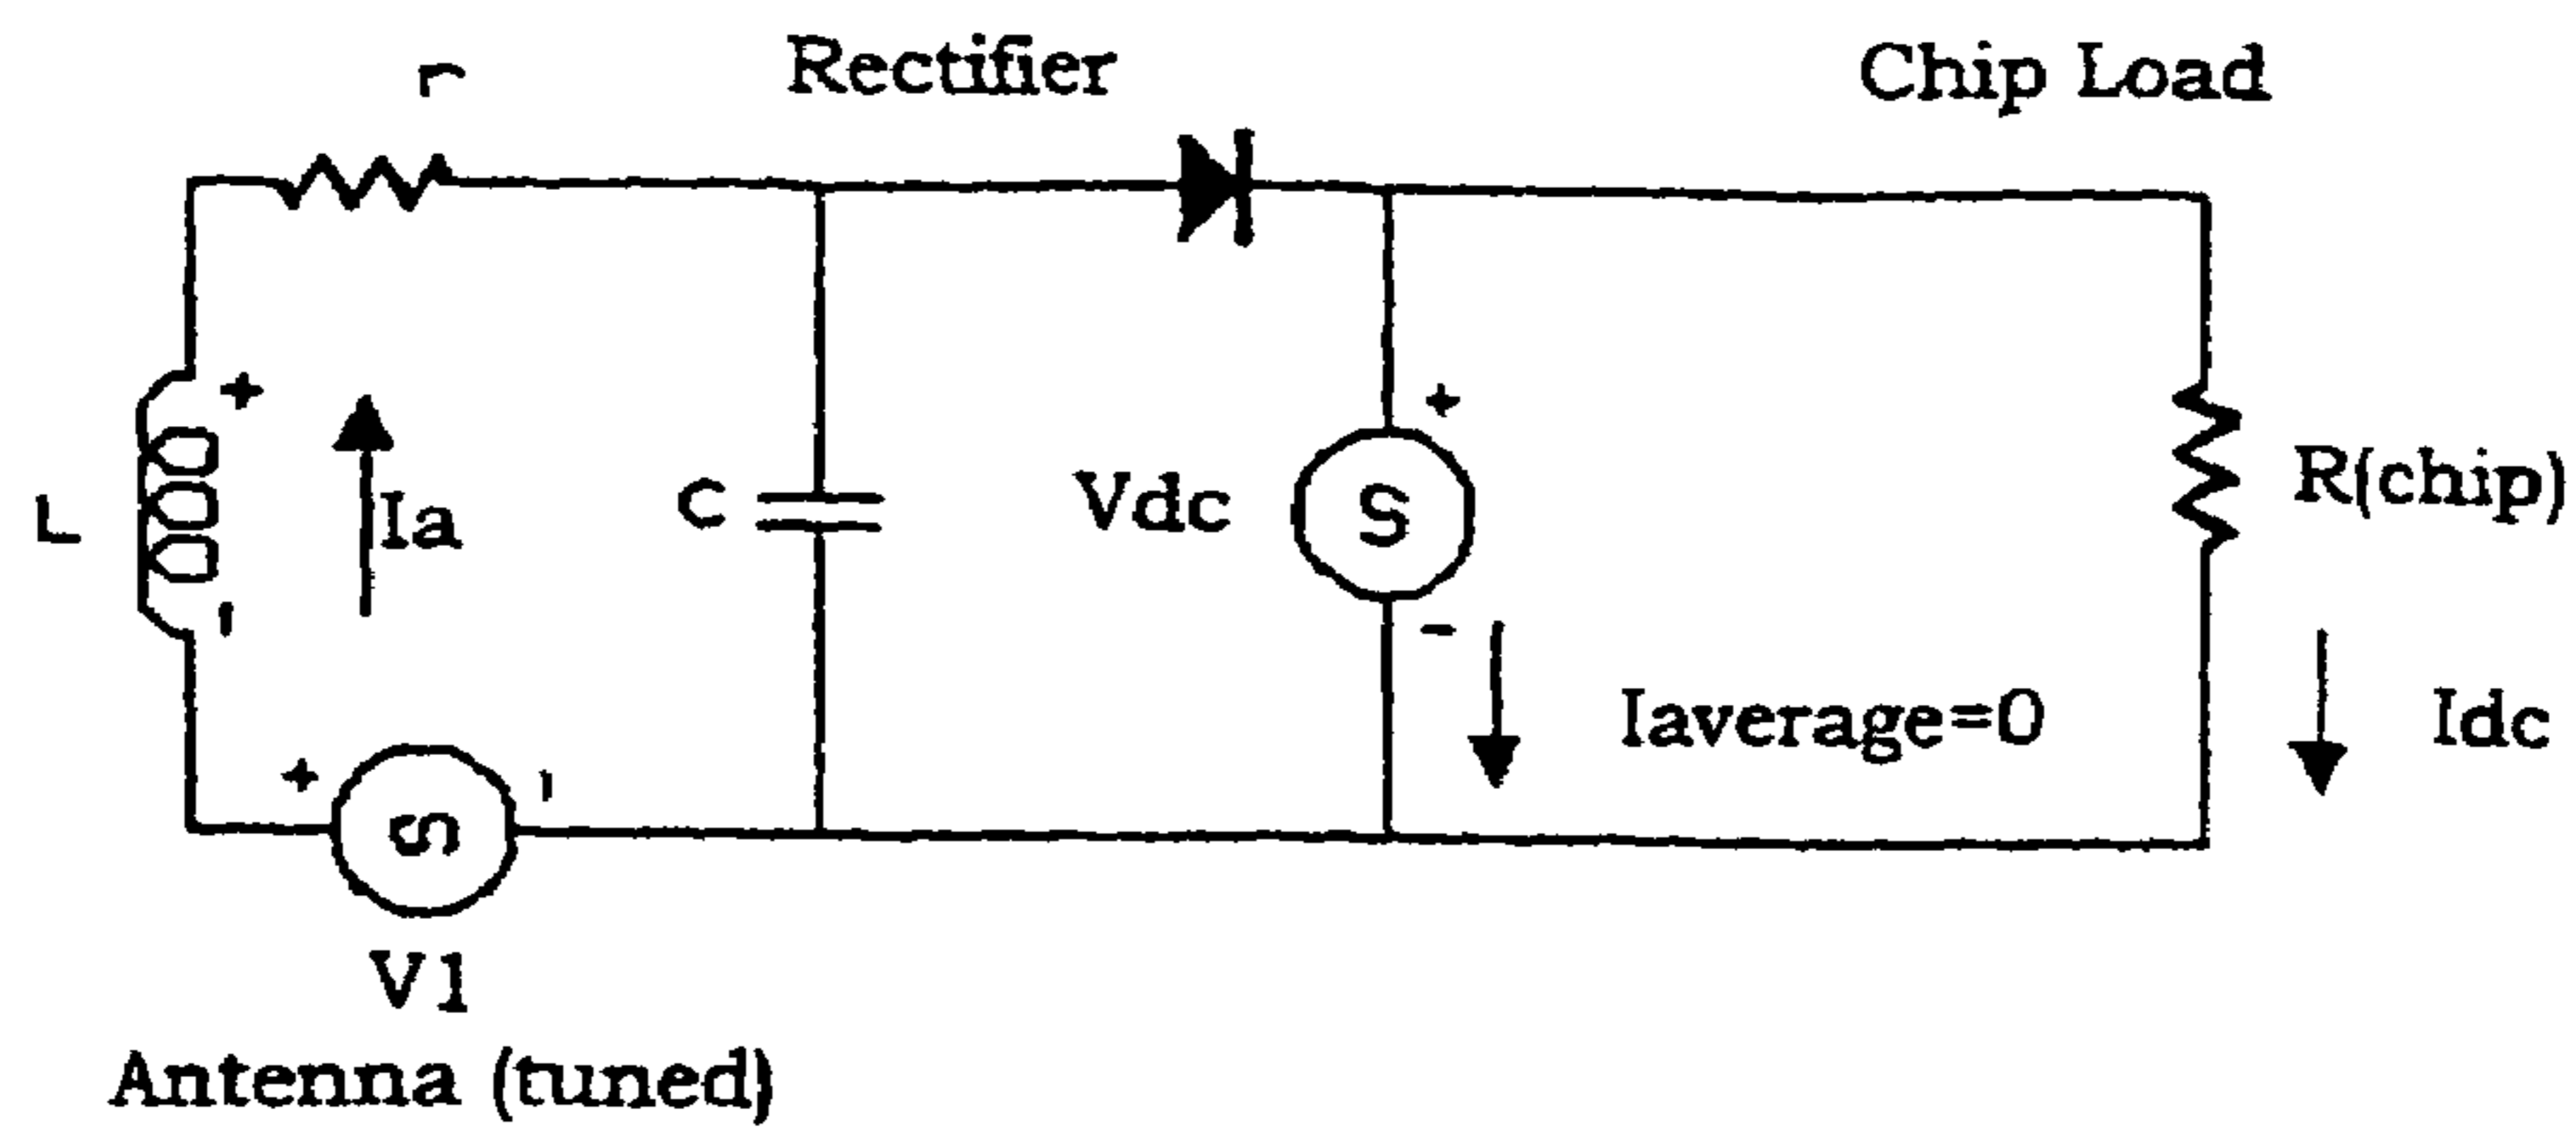 r
Rectifier
Chip Load
+
L
Ia
-
C
Vdc
+
S
-
R(chip)
Iaverage=0
Idc
+
S
-
V1
Antenna (tuned)